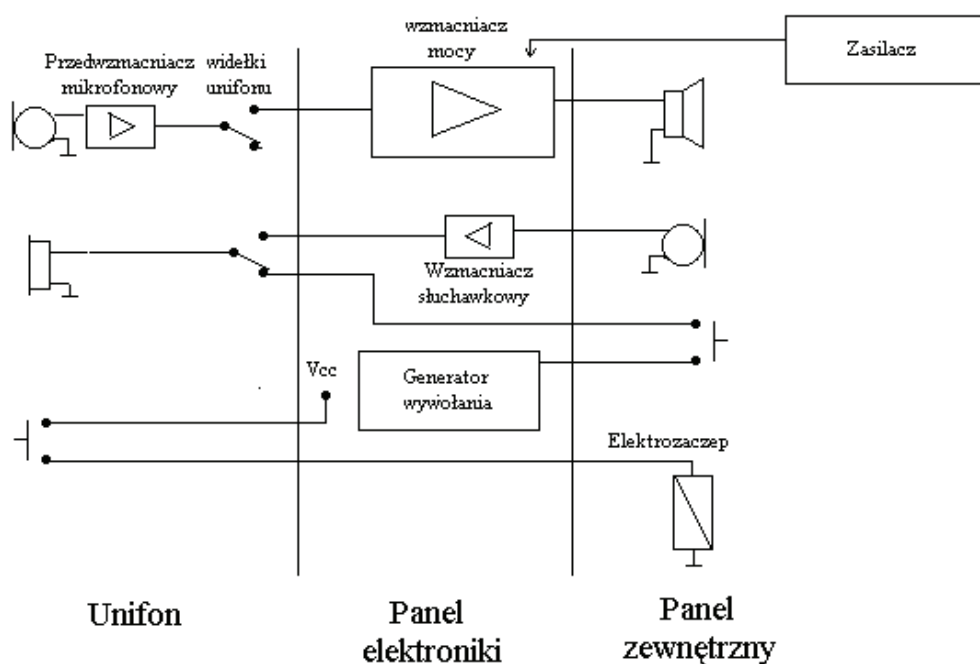 wzmacniacz
mocy
Zasilacz
Przedwzmacniacz
mikrofonowy
widełki
unifonu
Wzmacniacz
słuchawkowy
Vcc
Generator
wywołania
Elektrozaczep
Unifon
Panel
elektroniki
Panel
zewnętrzny